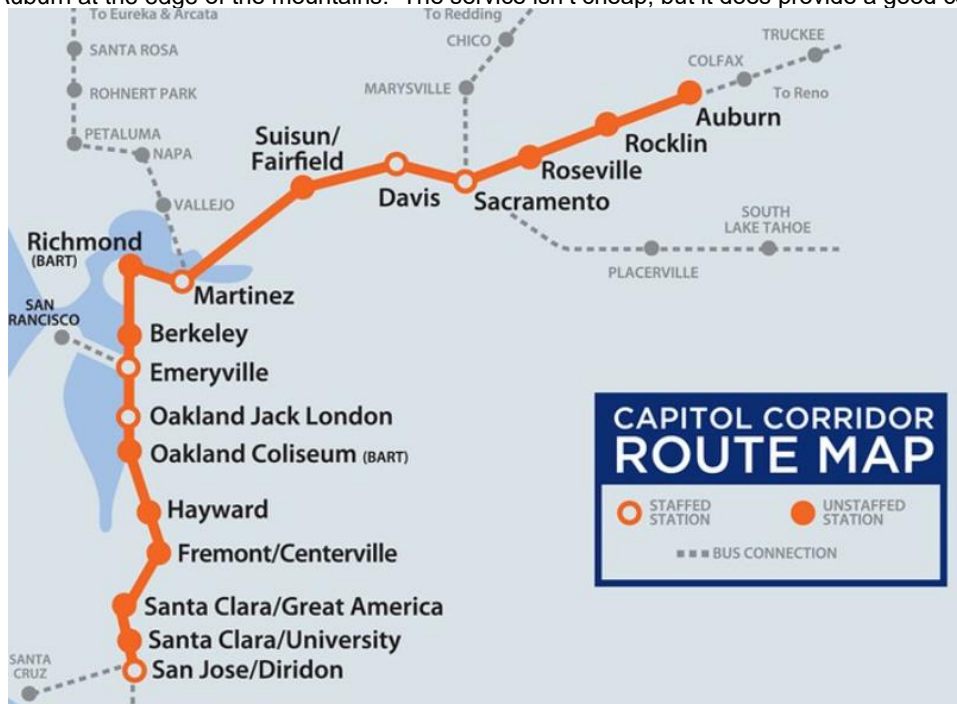 Auburn at the edge of the mountains. The service isn't cheap, but it does provide a good
To Eureka & Arcata
SANTA ROSA
ROHNERT PARK
PETALUMA
NAPA
VALLEJO
To Redding
CHICO
MARYSVILLE
TRUCKEE
COLFAX
To Reno
Auburn
Rocklin
Roseville
Sacramento
Davis
Suisun/
Fairfield
SOUTH
LAKE TAHOE
PLACERVILLE
Richmond
(BART)
Martinez
SAN
RANCISCO
Berkeley
Emeryville
Oakland Jack London
Oakland Coliseum (BART)
Hayward
Fremont/Centerville
Santa Clara/Great America
Santa Clara/University
San Jose/Diridon
SANTA
CRUZ
CAPITOL CORRIDOR
ROUTE MAP
STAFFED
STATION
UNSTAFFED
STATION
BUS CONNECTION